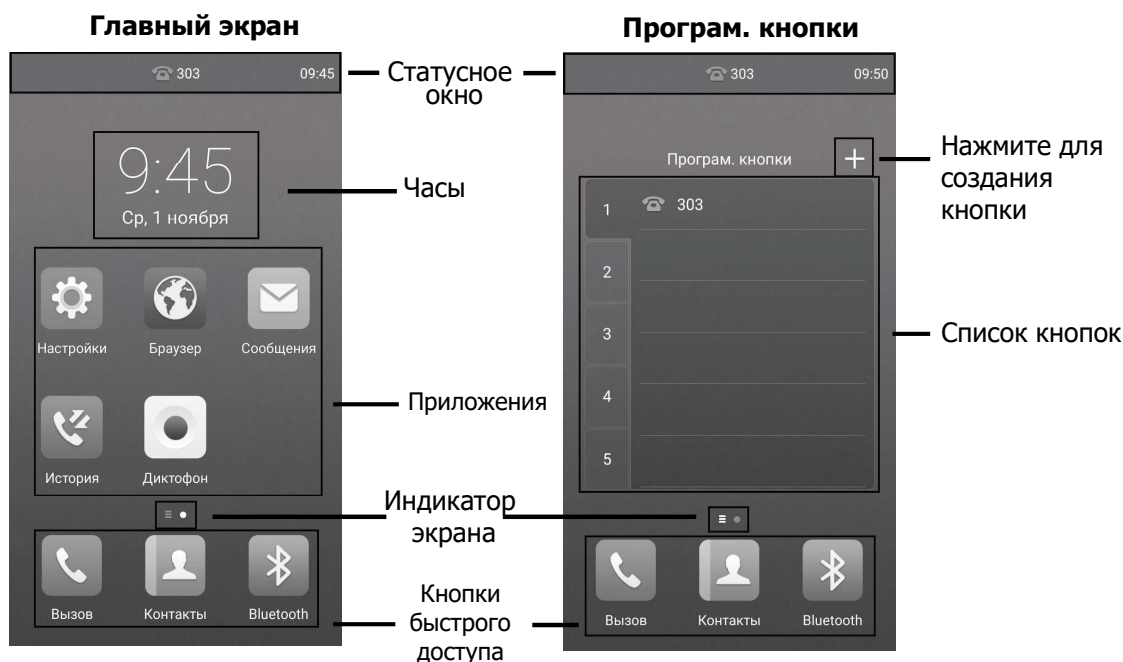 Главный экран
Програм. кнопки
303
09:45
Статусное
окно
303
09:50
9:45
Ср, 1 ноября
Часы
Програм. кнопки
+
Нажмите для
создания
кнопки
1
303
2
3
4
5
Список кнопок
Настройки
Браузер
Сообщения
Приложения
История
Диктофон
Индикатор
экрана
Вызов
Контакты
Bluetooth
Кнопки
быстрого
доступа
Вызов
Контакты
Bluetooth